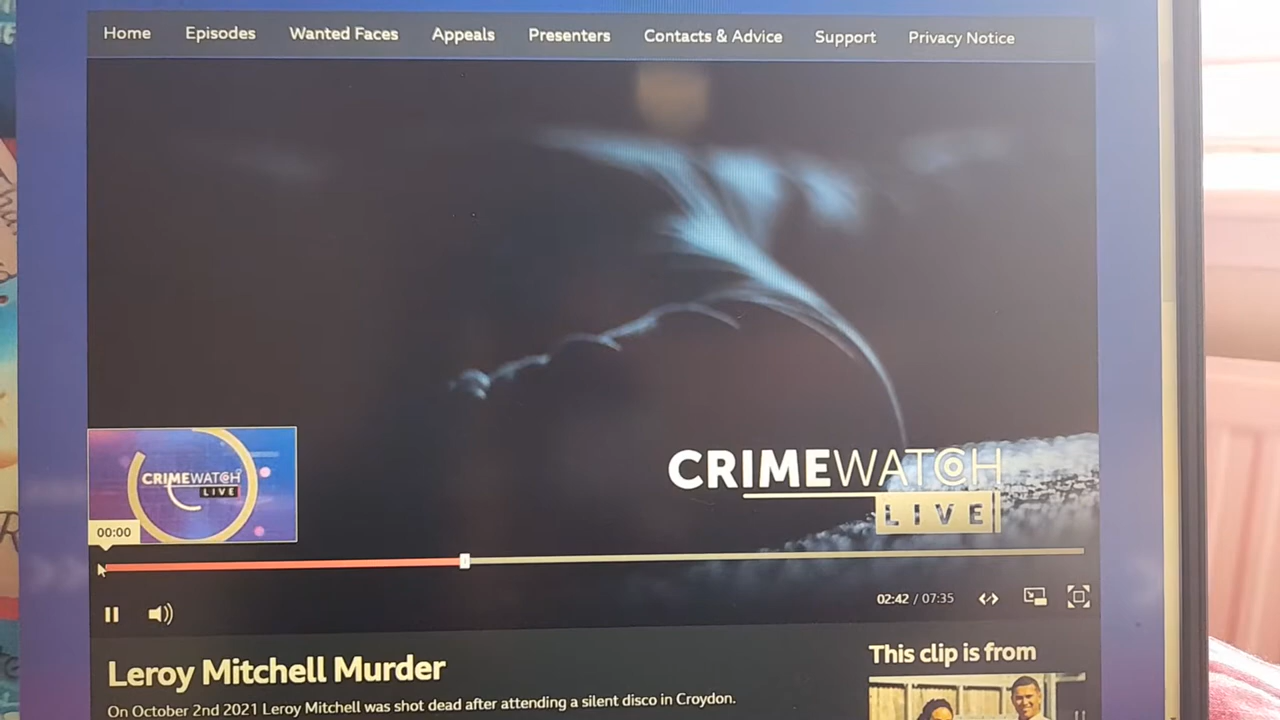 Home Episodes Wanted Faces Appeals Presenters Contacts & Advice Support Privacy Notice
CRIMEWATCH
LIVE
CRIMEWATCH
LIVE
00:00
02:42 / 07:35
Leroy Mitchell Murder
On October 2nd 2021 Leroy Mitchell was shot dead after attending a silent disco in Croydon.
This clip is from